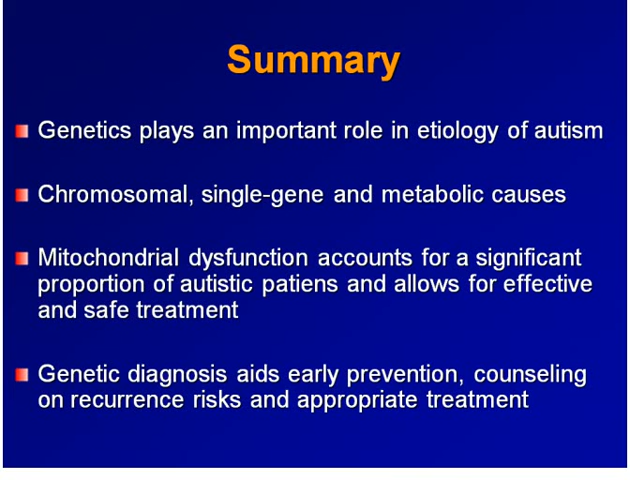 Summary
Genetics plays an important role in etiology of autism
Chromosomal, single-gene and metabolic causes
Mitochondrial dysfunction accounts for a significant
proportion of autistic patiens and allows for effective
and safe treatment
Genetic diagnosis aids early prevention, counseling
on recurrence risks and appropriate treatment